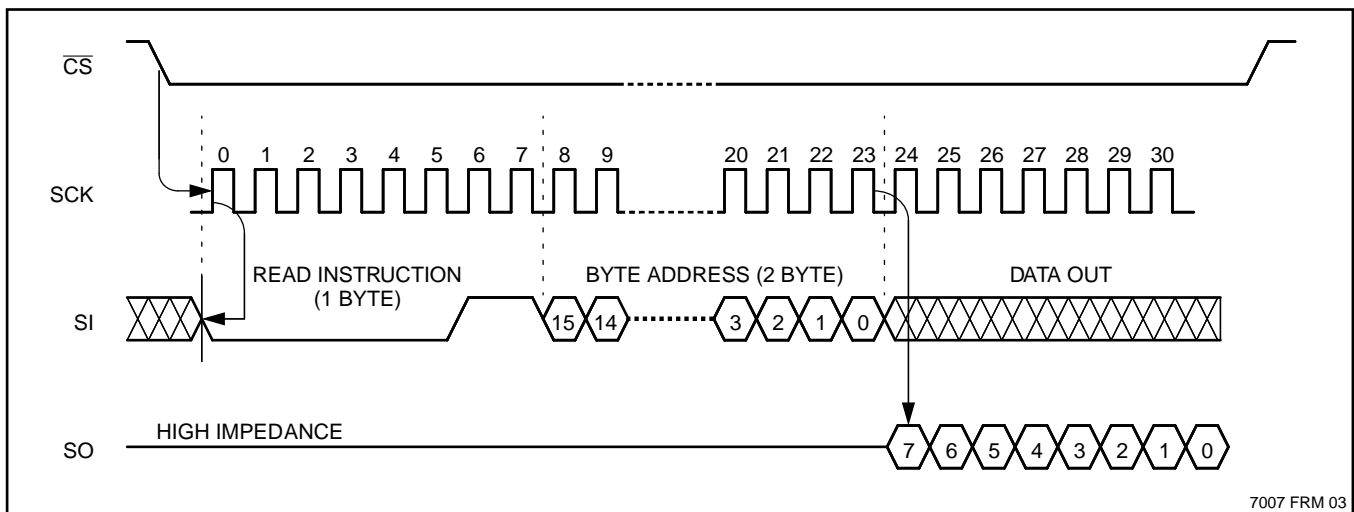 CS
0 1 2 3 4 5 6 7 8 9 20 21 22 23 24 25 26 27 28 29 30
SCK
READ INSTRUCTION
(1 BYTE)
BYTE ADDRESS (2 BYTE)
DATA OUT
SI
15 14 3 2 1 0
HIGH IMPEDANCE
SO
7 6 5 4 3 2 1 0
7007 FRM 03